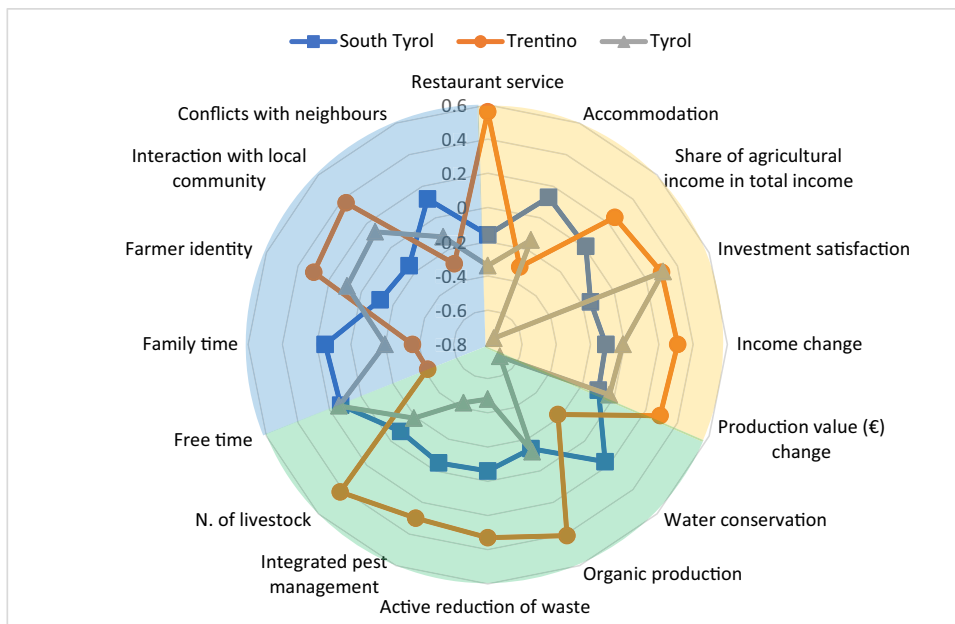 South Tyrol
Trentino
Tyrol
Restaurant service
Accommodation
Share of agricultural
income in total income
Investment satisfaction
Income change
Production value (€)
change
Water conservation
Organic production
Active reduction of waste
Integrated pest
management
N. of livestock
Free time
Family time
Farmer identity
Interaction with local
community
Conflicts with neighbours
0.6
0.4
0.2
0
-0.2
-0.4
-0.6
-0.8